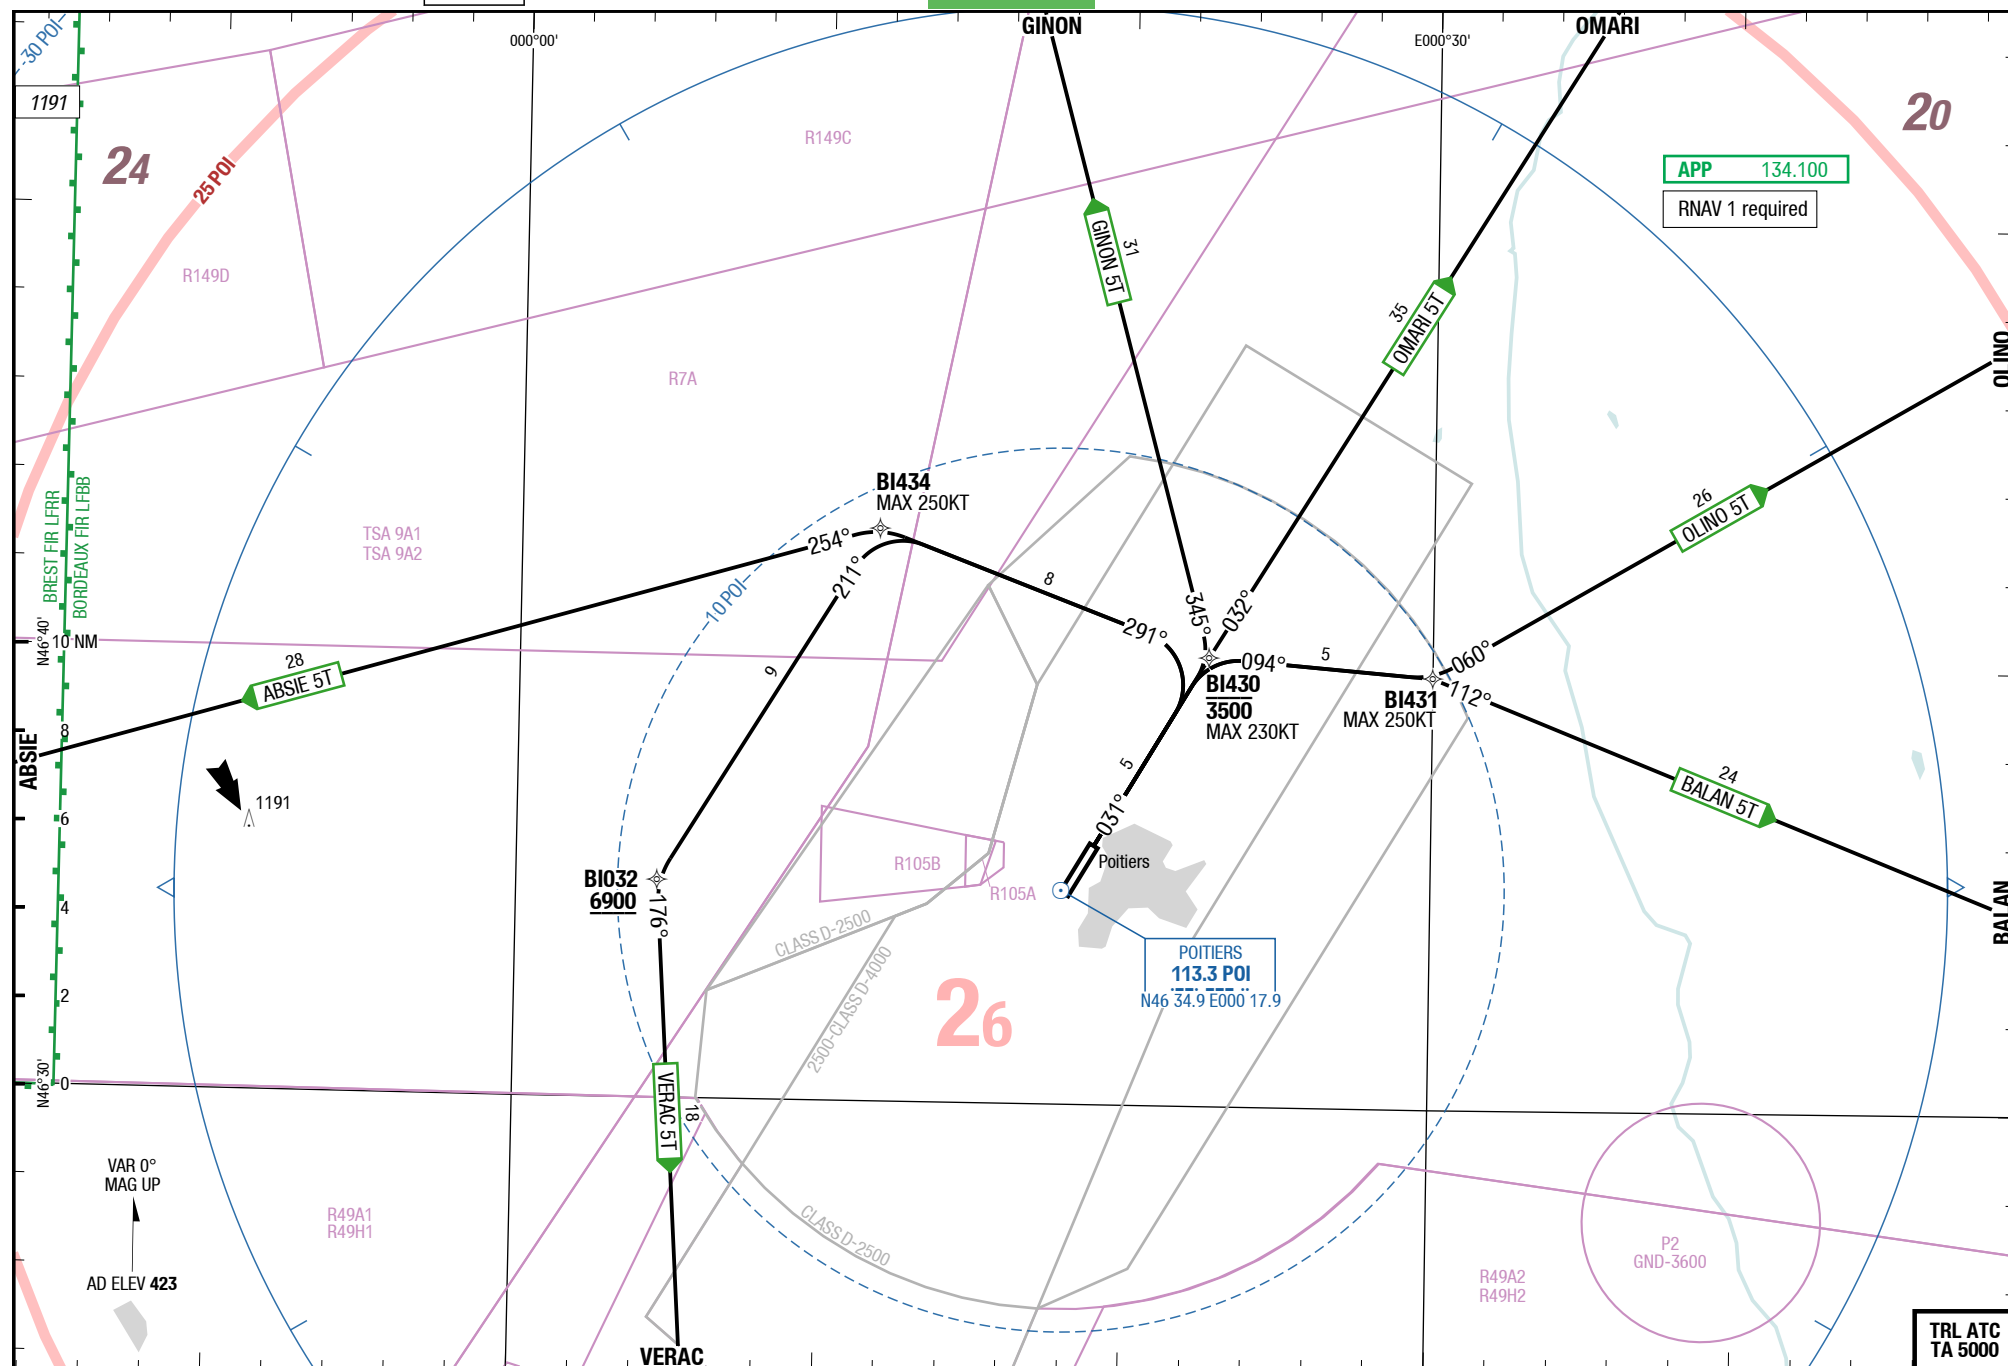 GINON
OMARI
-30 POI-
000°00'
E000°30'
1191
24
25 POI
R149C
20
APP 134.100
RNAV 1 required
R149D
31
GINON 5T
35
OMARI 5T
R7A
OLINO
BI434
MAX 250KT
26
OLINO 5T
TSA 9A1
TSA 9A2
254°
211°
8
-10 POI-
BREST FIR LFRR
BORDEAUX FIR LFBB
345°
032°
291°
N46°40'
10 NM
094°
5
060°
28
ABSIE 5T
9
BI430
3500
MAX 230KT
BI431
MAX 250KT
112°
8
ABSIE
5
24
BALAN 5T
1191
6
031°
Poitiers
R105B
R105A
BI032
6900
4
176°
BALAN
CLASS D-2500
2500-CLASS D-4000
POITIERS
113.3 POI
N46 34.9 E000 17.9
2
26
N46°30'
0
VERAC 5T
18
VAR 0°
MAG UP
R49A1
R49H1
CLASS D-2500
P2
GND-3600
AD ELEV 423
R49A2
R49H2
VERAC
TRL ATC
TA 5000